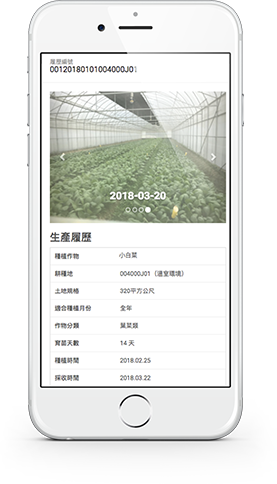 履歷編號
00120180101004000J01
2018-03-20
生產履歷
種植作物 小白菜
耕種地 004000J01（溫室環境）
土地規格 320平方公尺
適合種植月份 全年
作物分類 葉菜類
育苗天數 14 天
種植時間 2018.02.25
採收時間 2018.03.22